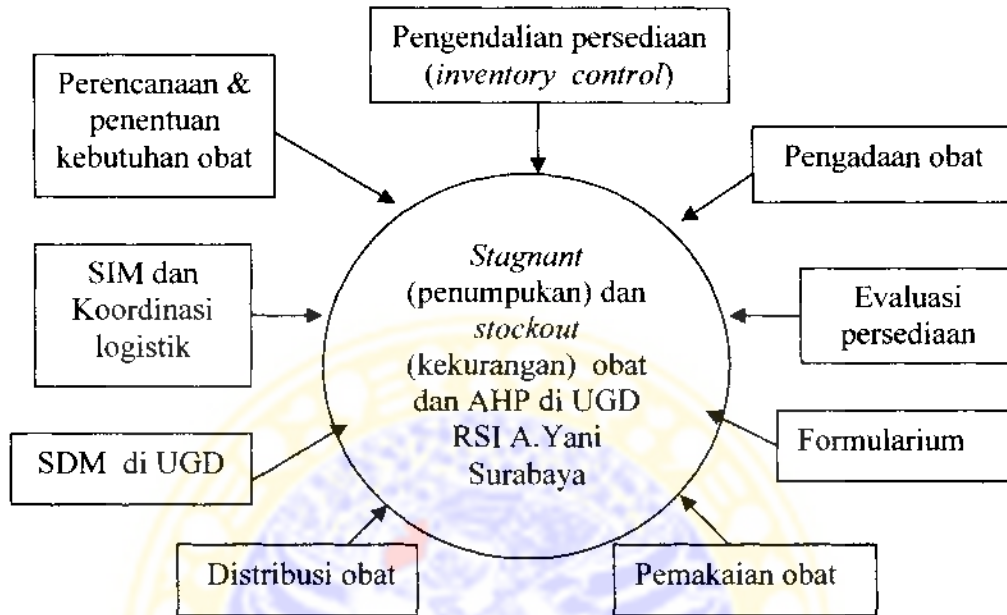 Pengendalian persediaan
(inventory control)
Perencanaan &
penentuan
kebutuhan obat
Pengadaan obat
SIM dan
Koordinasi
logistik
Stagnant
(penumpukan) dan
stockout
(kekurangan) obat
dan AHP di UGD
RSI A.Yani
Surabaya
Evaluasi
persediaan
SDM di UGD
Formularium
Distribusi obat
Pemakaian obat